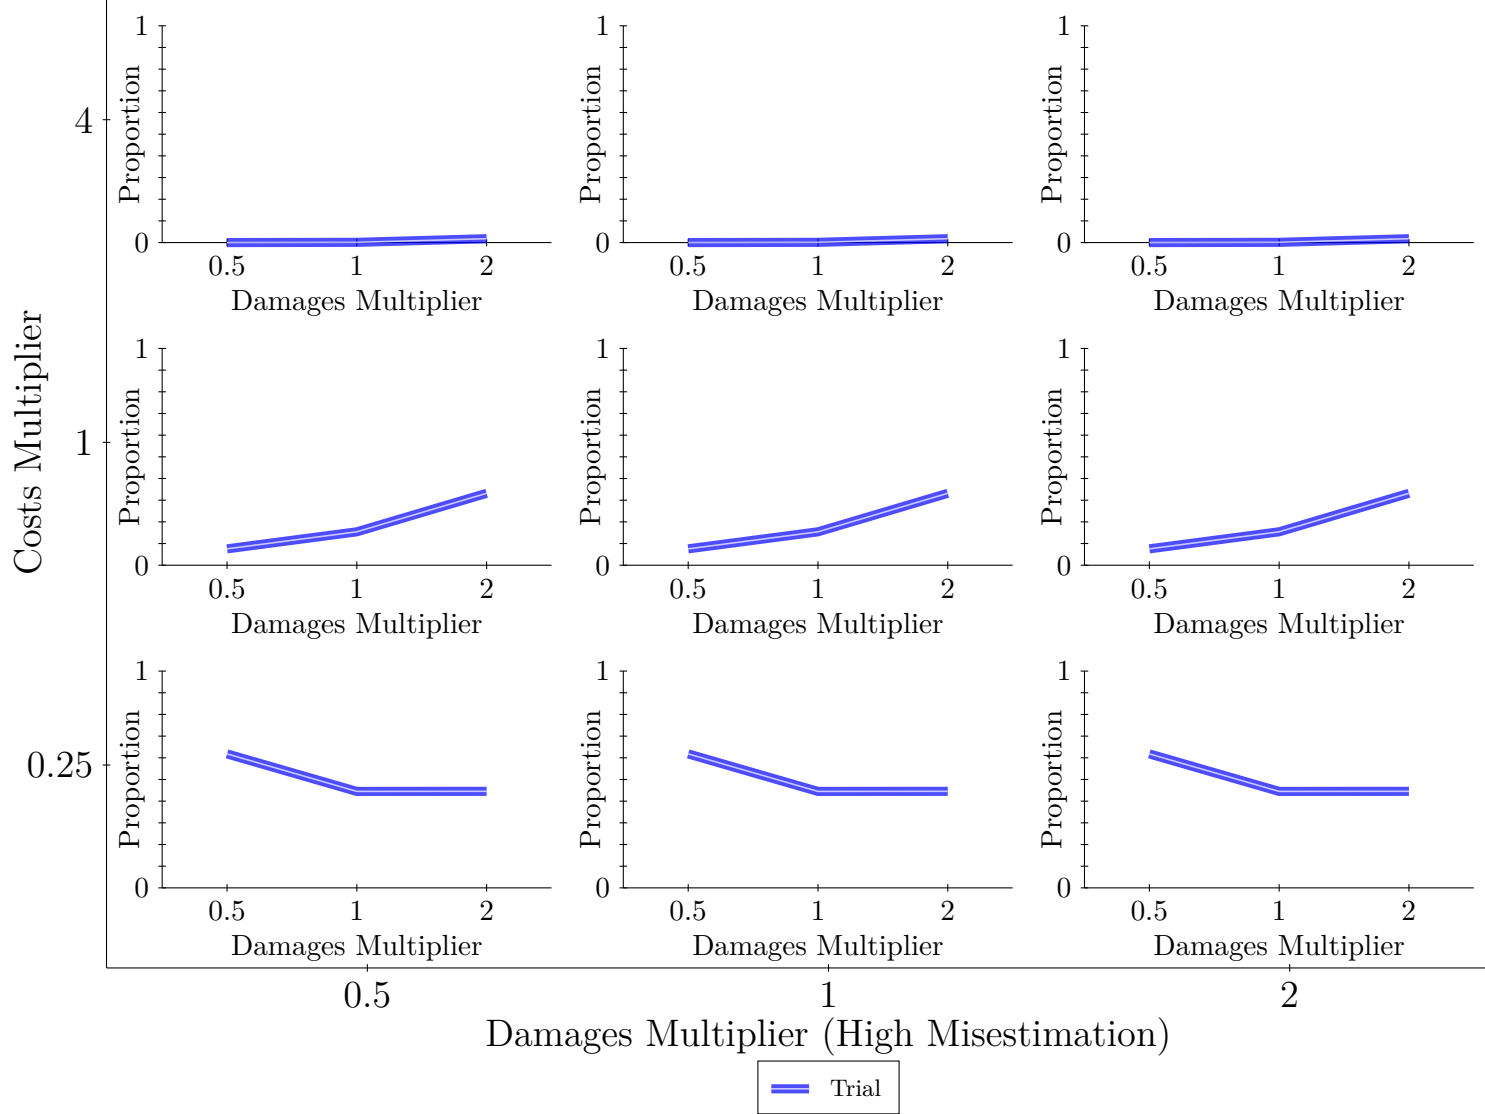 Costs Multiplier
4
1
0.25
1
Proportion
0
0.5 1 2
Damages Multiplier
1
Proportion
0
0.5 1 2
Damages Multiplier
1
Proportion
0
0.5 1 2
Damages Multiplier
1
Proportion
0
0.5 1 2
Damages Multiplier
1
Proportion
0
0.5 1 2
Damages Multiplier
1
Proportion
0
0.5 1 2
Damages Multiplier
1
Proportion
0
0.5 1 2
Damages Multiplier
1
Proportion
0
0.5 1 2
Damages Multiplier
1
Proportion
0
0.5 1 2
Damages Multiplier
0.5 1 2
Damages Multiplier (High Misestimation)
Trial